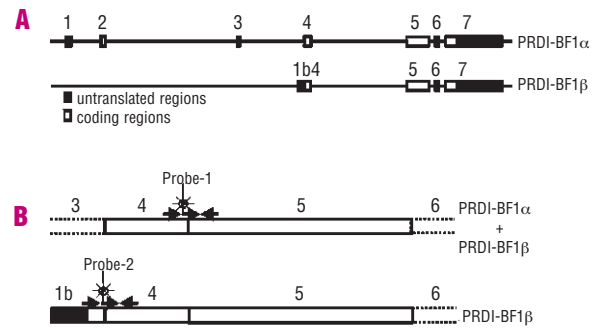 A
1 2 3 4 5 6 7
PRDI-BF1α
1b4 5 6 7
PRDI-BF1β
untranslated regions
coding regions
B
Probe-1
3 4 5 6
PRDI-BF1α
+
PRDI-BF1β
Probe-2
1b 4 5 6
PRDI-BF1β